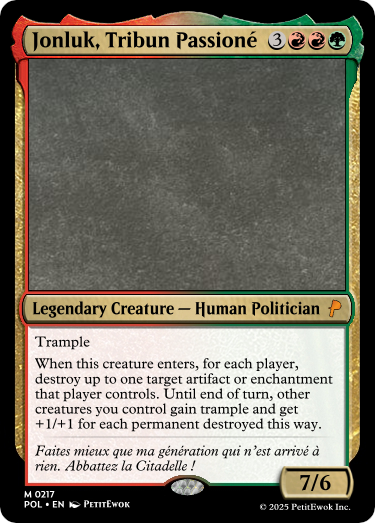 Jonluk, Tribun Passioné 3
Legendary Creature — Human Politician
Trample
When this creature enters, for each player,
destroy up to one target artifact or enchantment
that player controls. Until end of turn, other
creatures you control gain trample and get
+1/+1 for each permanent destroyed this way.
Faites mieux que ma génération qui n'est arrivé à
rien. Abbattez la Citadelle !
7/6
M 0217
POL • EN PetitEwok
© 2025 PetitEwok Inc.